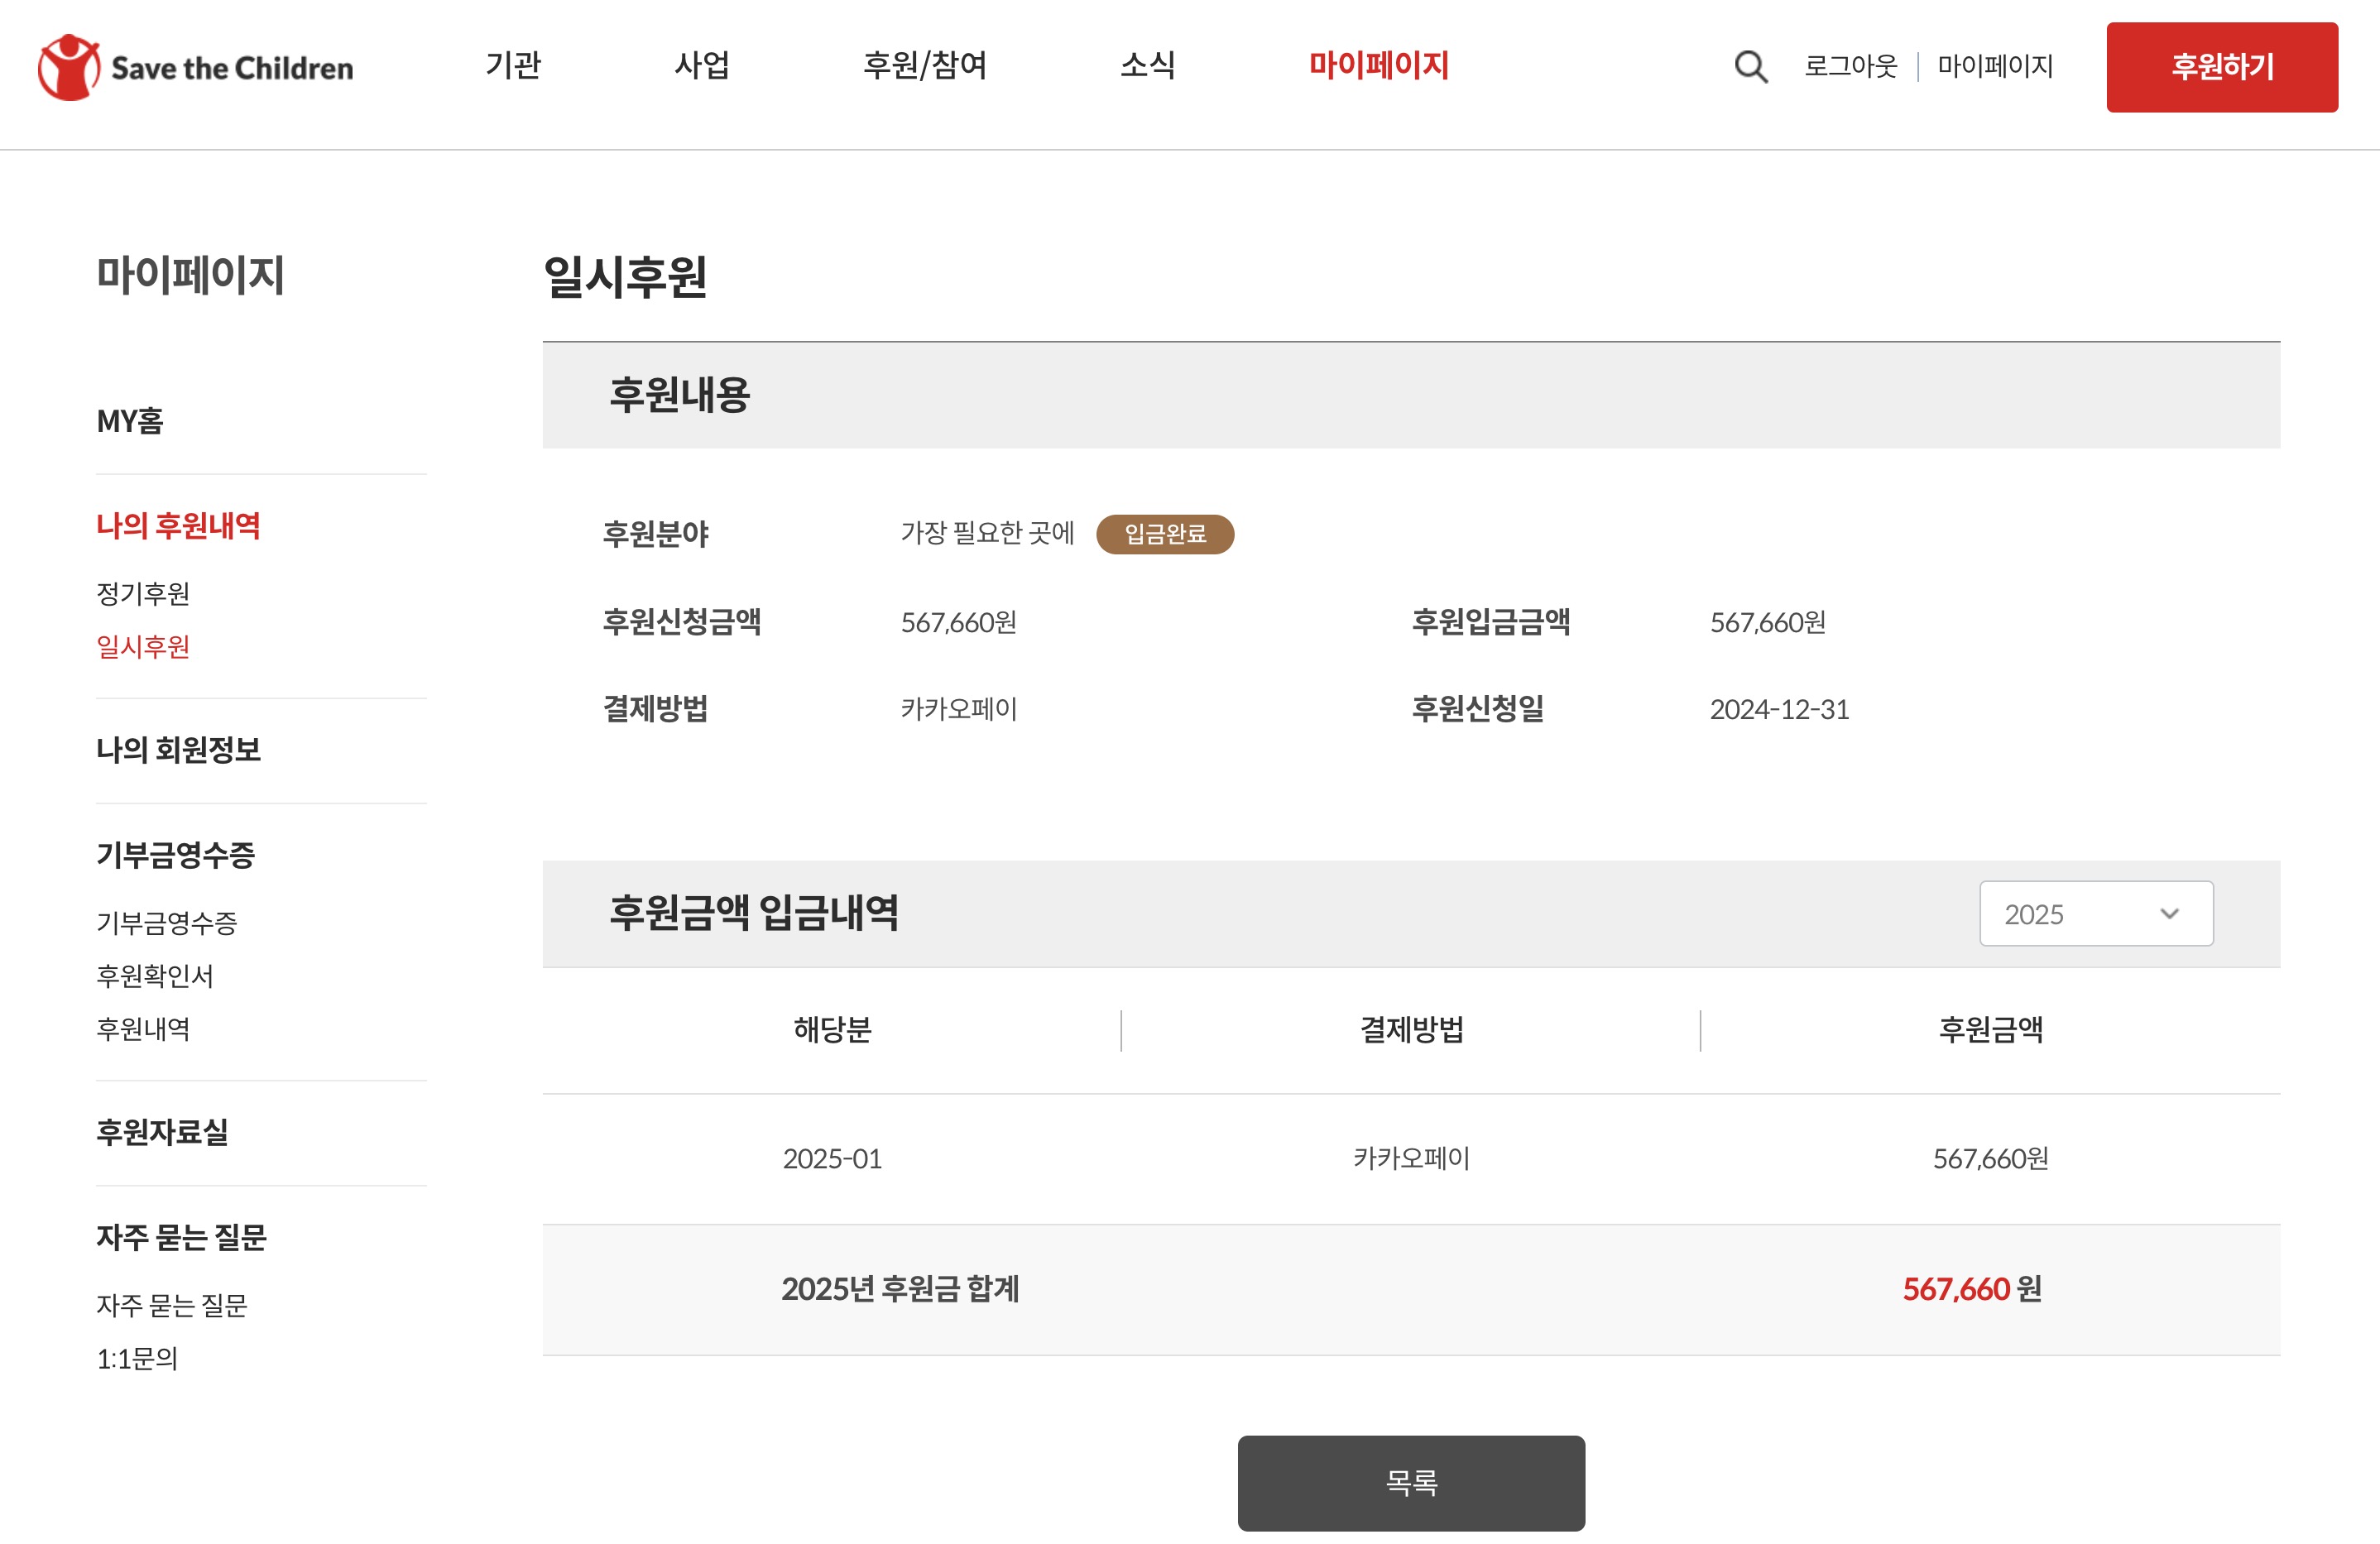 Save the Children
기관 사업 후원/참여 소식 마이페이지 로그아웃 마이페이지 후원하기
마이페이지
MY홈
나의 후원내역
정기후원
일시후원
나의 회원정보
기부금영수증
기부금영수증
후원확인서
후원내역
후원자료실
자주 묻는 질문
자주 묻는 질문
1:1문의
일시후원
후원내용
후원분야 가장 필요한 곳에 입금완료
후원신청금액 567,660원 후원입금금액 567,660원
결제방법 카카오페이 후원신청일 2024-12-31
후원금액 입금내역 2025
해당분 결제방법 후원금액
2025-01 카카오페이 567,660원
2025년 후원금 합계 567,660 원
목록